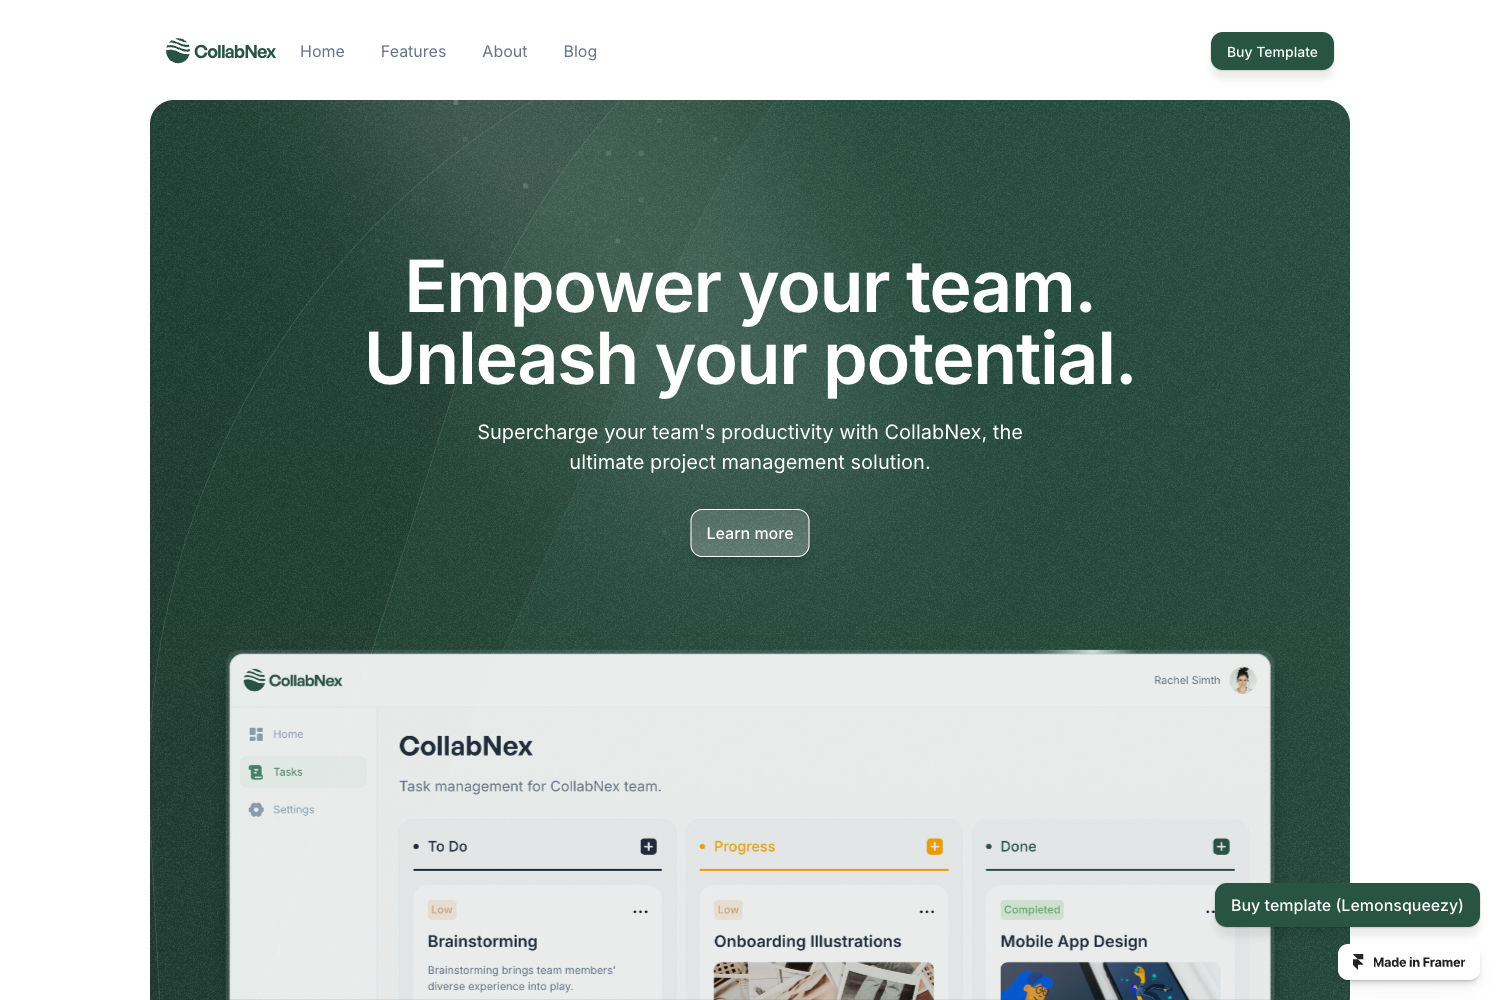 CollabNex
Home
Features
About
Blog
Buy Template
Empower your team.
Unleash your potential.
Supercharge your team's productivity with CollabNex, the
ultimate project management solution.
Learn more
CollabNex
Rachel Simth
Home
Tasks
Settings
CollabNex
Task management for CollabNex team.
To Do
Progress
Done
Low
Brainstorming
Brainstorming brings team members'
diverse experience into play.
Low
Onboarding Illustrations
Completed
Mobile App Design
Buy template (Lemonsqueezy)
Made in Framer